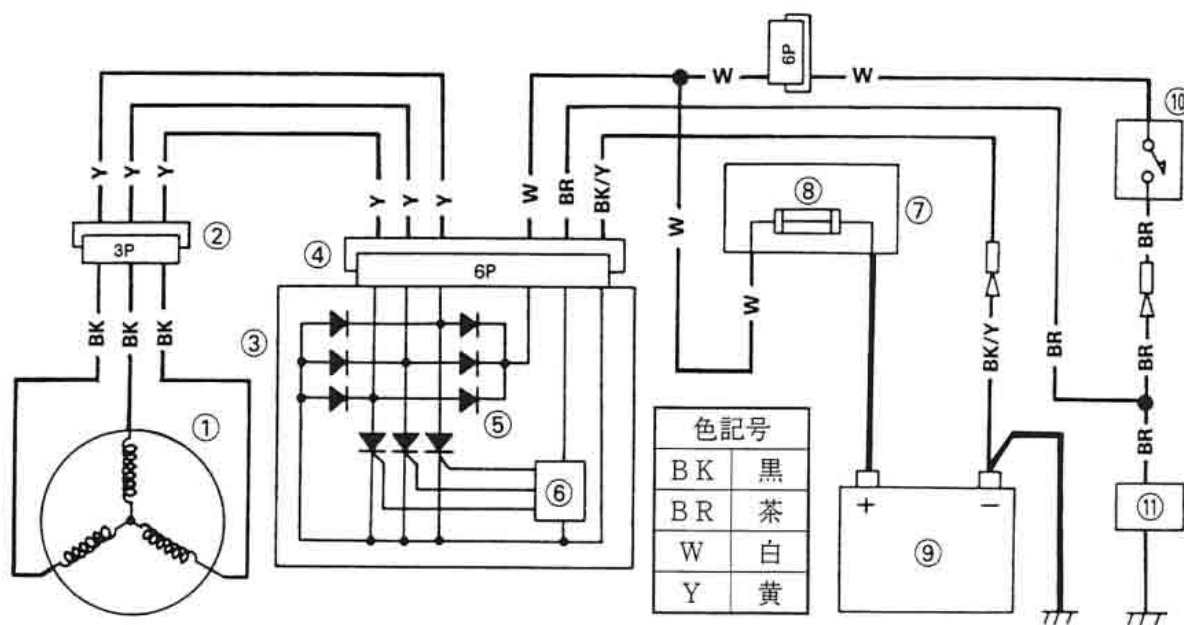 6P
W
W
⑩
Y
Y
Y
Y
Y
Y
W
BR
BK/Y
W
⑧
⑦
②
3P
④
6P
W
BR
BK
BK
BK
③
BK/Y
BR
BR
①
⑤
⑥
色記号
BK 黒
BR 茶
W 白
Y 黄
+
−
⑨
BR
⑪